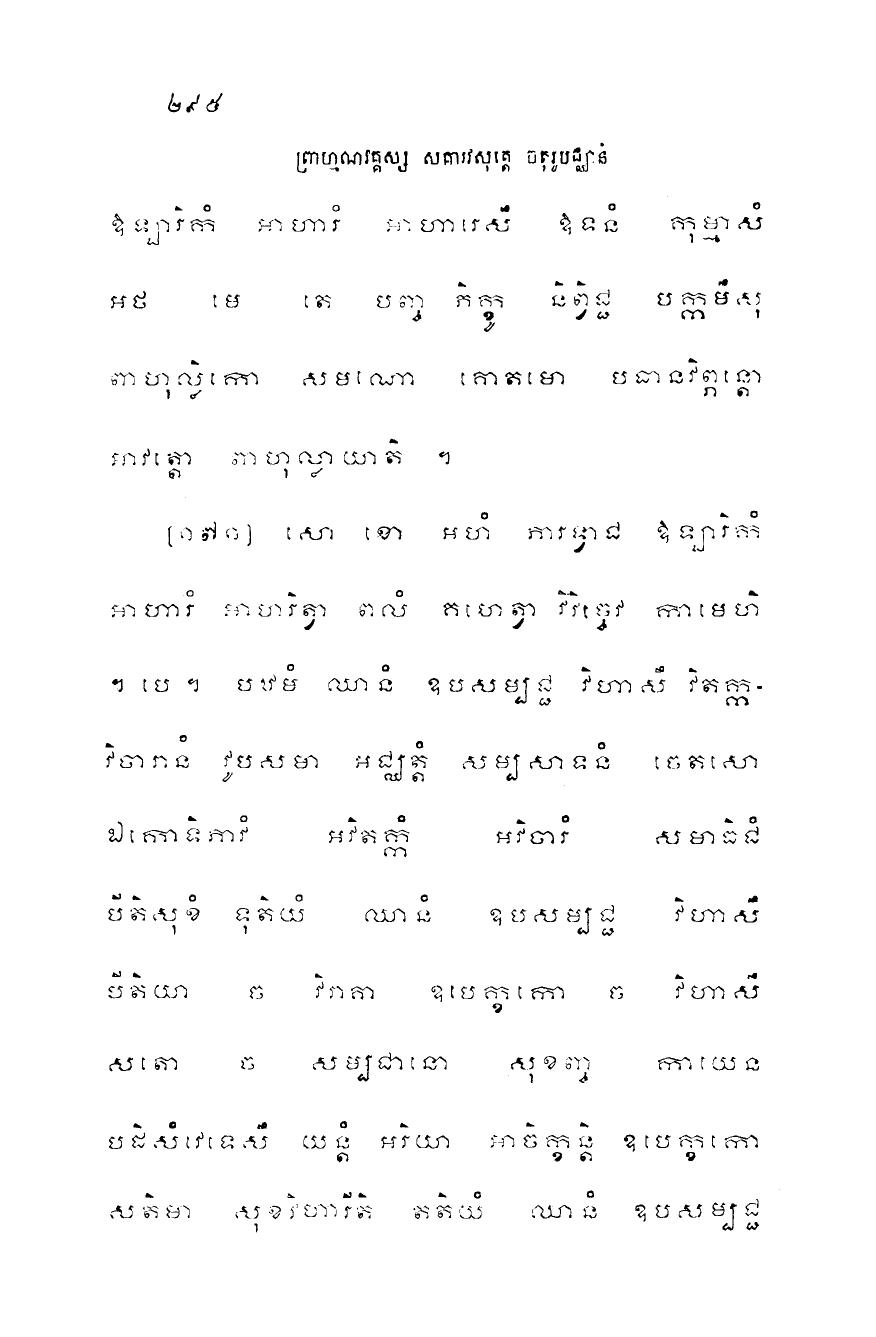 ២៩៥
ព្រាហ្មណវគ្គស្ស សគារវសុត្តេ ចតុរូបជ្ឈានំ
ឱឡារិកំ អាហារំ អាហារេសឹ ឱទនំ កុម្មាសំ
អថ មេ តេ បញ្ច ភិក្ខូ និព្វិជ្ជ បក្កមឹសុ
ពាហុល្លិកោ សមណោ គោតមោ បធានវិព្ភន្តោ
អាវត្តោ ពាហុល្លាយាតិ ។
[១៧១] សោ ខោ អហំ ភារទ្វាជ ឱឡារិកំ
អាហារំ អាហរិត្វា ពលំ គហេត្វា វិវិច្ចេវ កាមេហិ
។ បេ ។ បឋមំ ឈានំ ឧបសម្បជ្ជ វិហាសឹ វិតក្ក-
វិចារានំ វូបសមា អជ្ឈត្តំ សម្បសាទនំ ចេតសោ
ឯកោទិភាវំ អវិតក្កំ អវិចារំ សមាធិជំ
បីតិសុខំ ទុតិយំ ឈានំ ឧបសម្បជ្ជ វិហាសឹ
បីតិយា ច វិរាគា ឧបេក្ខកោ ច វិហាសឹ
សតោ ច សម្បជានោ សុខញ្ច កាយេន
បដិសំវេទេសឹ យន្តំ អរិយា អាចិក្ខន្តិ ឧបេក្ខកោ
សតិមា សុខវិហារីតិ តតិយំ ឈានំ ឧបសម្បជ្ជ